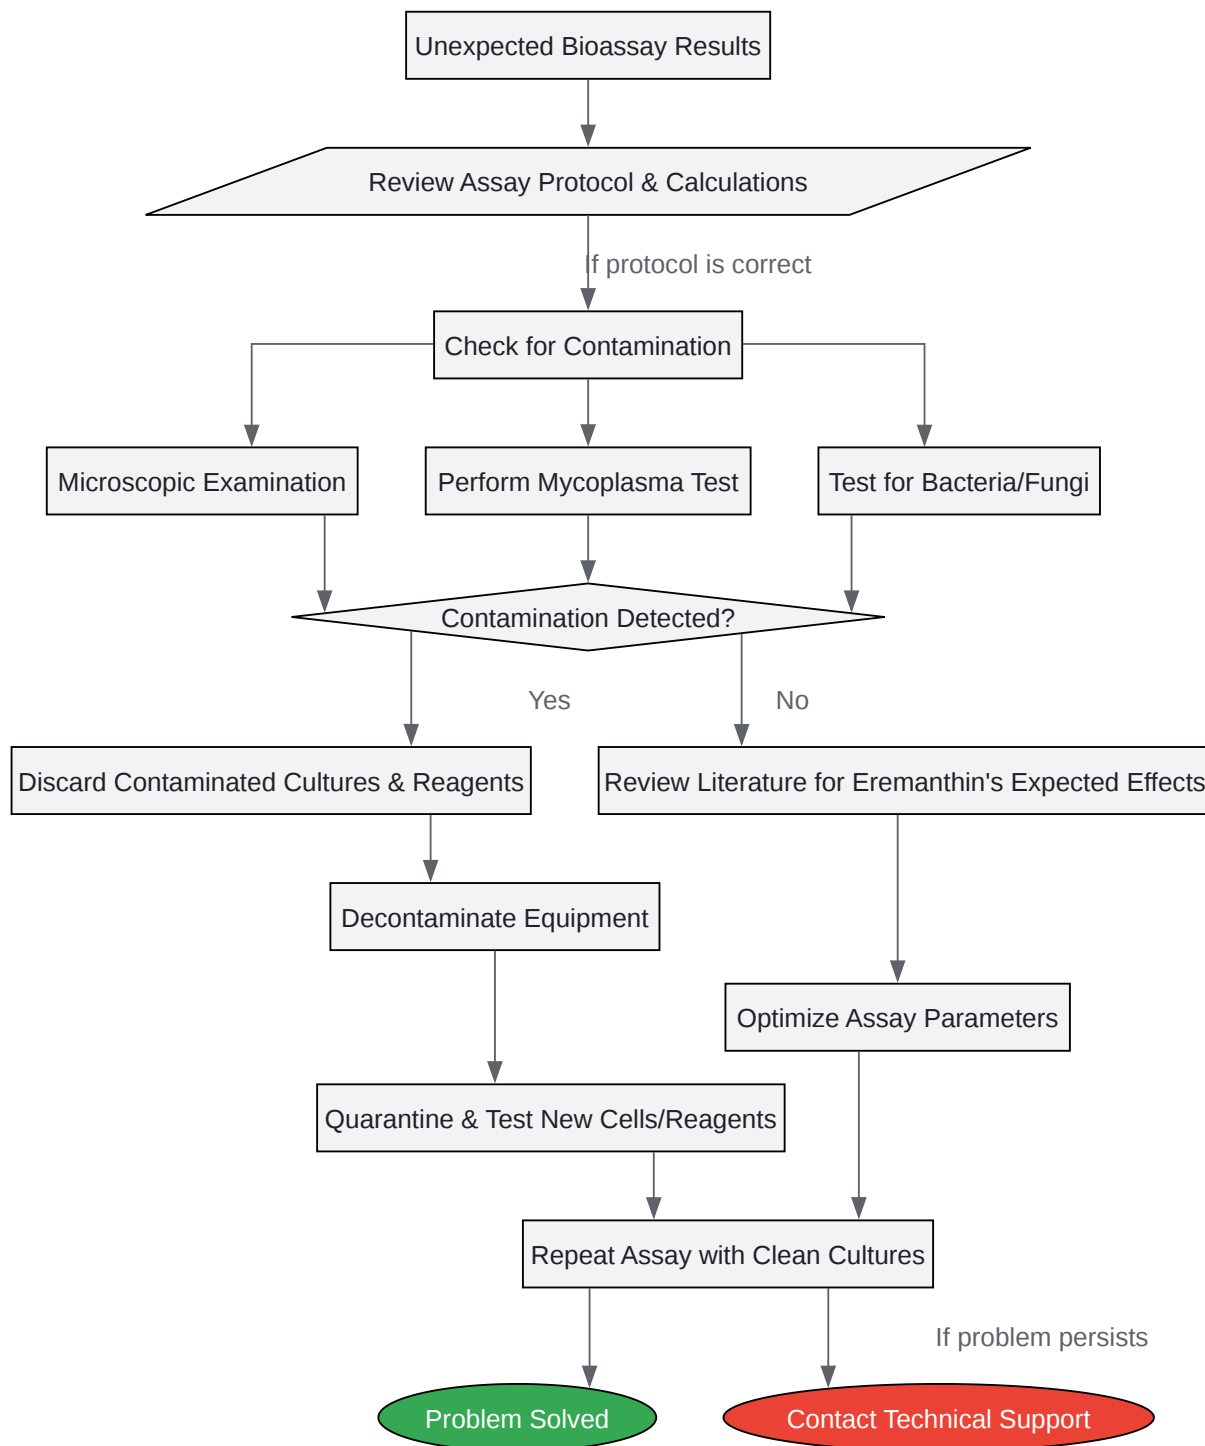 Unexpected Bioassay Results
Review Assay Protocol & Calculations
If protocol is correct
Check for Contamination
Microscopic Examination
Perform Mycoplasma Test
Test for Bacteria/Fungi
Contamination Detected?
Yes
No
Discard Contaminated Cultures & Reagents
Review Literature for Eremanthin's Expected Effects
Decontaminate Equipment
Optimize Assay Parameters
Quarantine & Test New Cells/Reagents
Repeat Assay with Clean Cultures
If problem persists
Problem Solved
Contact Technical Support